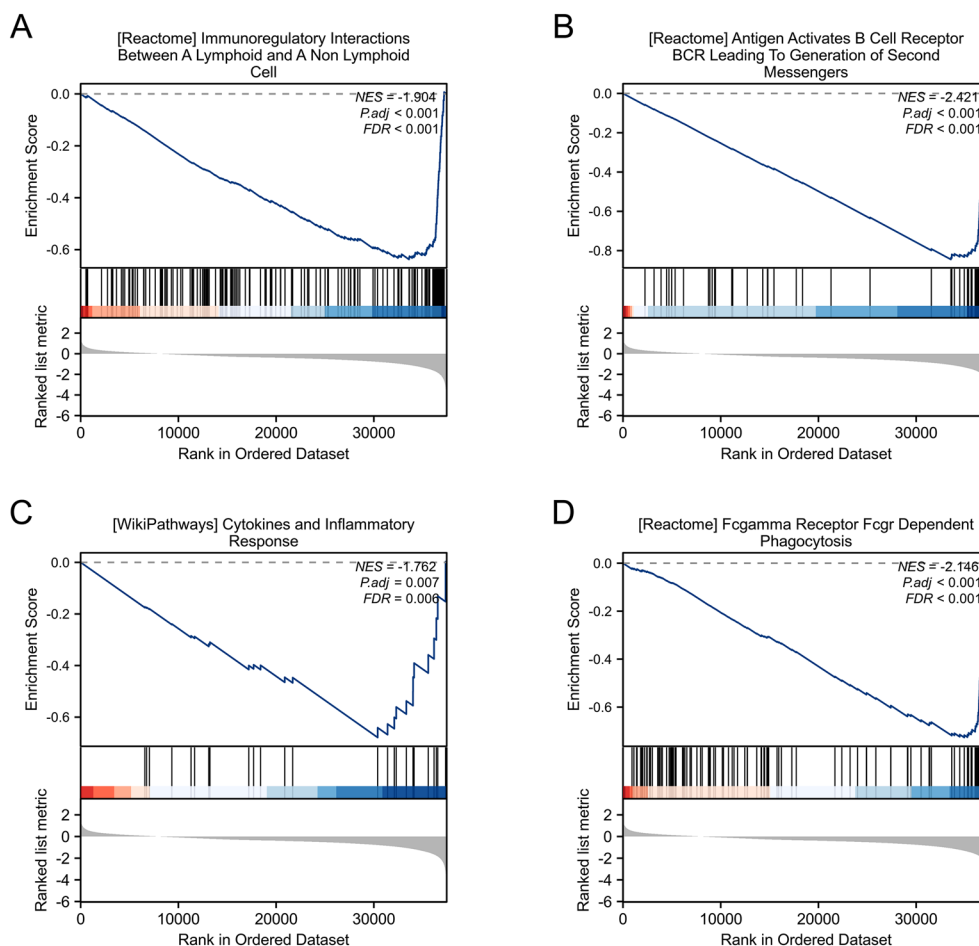 A
[Reactome] Immunoregulatory Interactions
Between A Lymphoid and A Non Lymphoid
Cell
NES = -1.904
P.adj < 0.001
FDR < 0.001
Enrichment Score
0.0
-0.2
-0.4
-0.6
Ranked list metric
2
0
-2
-4
-6
0 10000 20000 30000
Rank in Ordered Dataset
B
[Reactome] Antigen Activates B Cell Receptor
BCR Leading To Generation of Second
Messengers
NES = -2.421
P.adj < 0.001
FDR < 0.001
Enrichment Score
0.0
-0.2
-0.4
-0.6
-0.8
Ranked list metric
2
0
-2
-4
-6
0 10000 20000 30000
Rank in Ordered Dataset
C
[WikiPathways] Cytokines and Inflammatory
Response
NES = -1.762
P.adj = 0.007
FDR = 0.006
Enrichment Score
0.0
-0.2
-0.4
-0.6
Ranked list metric
2
0
-2
-4
-6
0 10000 20000 30000
Rank in Ordered Dataset
D
[Reactome] Fcgamma Receptor Fcgr Dependent
Phagocytosis
NES = -2.146
P.adj < 0.001
FDR < 0.001
Enrichment Score
0.0
-0.2
-0.4
-0.6
Ranked list metric
2
0
-2
-4
-6
0 10000 20000 30000
Rank in Ordered Dataset